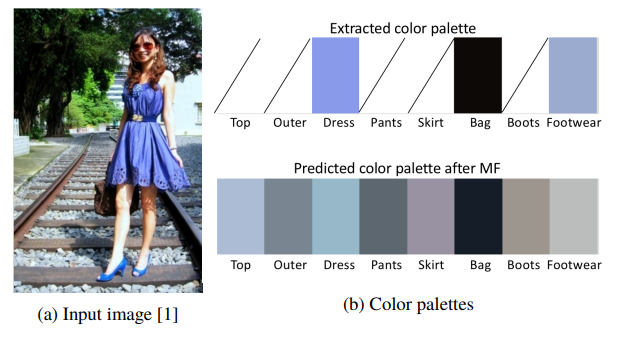 Extracted color palette
Top Outer Dress Pants Skirt Bag Boots Footwear
Predicted color palette after MF
Top Outer Dress Pants Skirt Bag Boots Footwear
(a) Input image [1]
(b) Color palettes